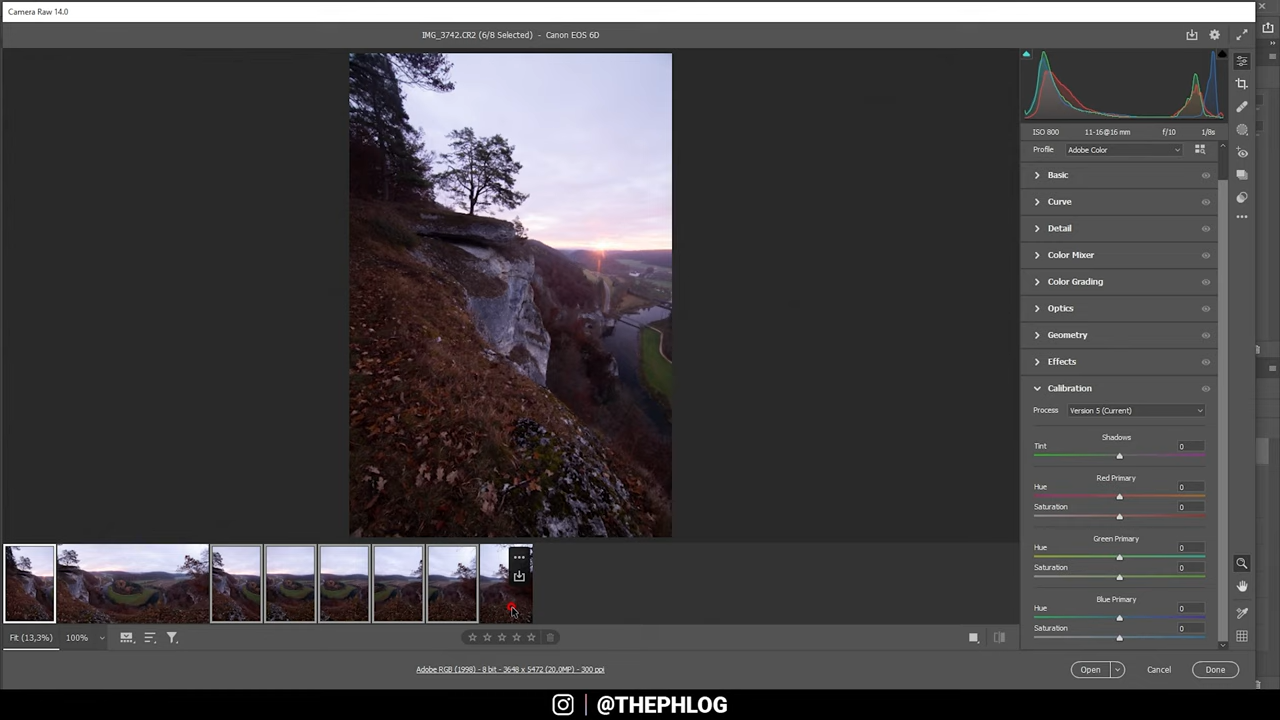 Camera Raw 14.0
IMG_3742.CR2 (6/8 Selected) - Canon EOS 6D
ISO 800 11-16@16 mm f/10 1/8s
Profile Adobe Color
Basic
Curve
Detail
Color Mixer
Color Grading
Optics
Geometry
Effects
Calibration
Process Version 5 (Current)
Shadows
Tint 0
Red Primary
Hue 0
Saturation 0
Green Primary
Hue 0
Saturation 0
Blue Primary
Hue 0
Saturation 0
Fit (13,3%) 100%
Adobe RGB (1998) - 8 bit - 3648 x 5472 (20,0MP) - 300 ppi
Open Cancel Done
@THEPHLOG